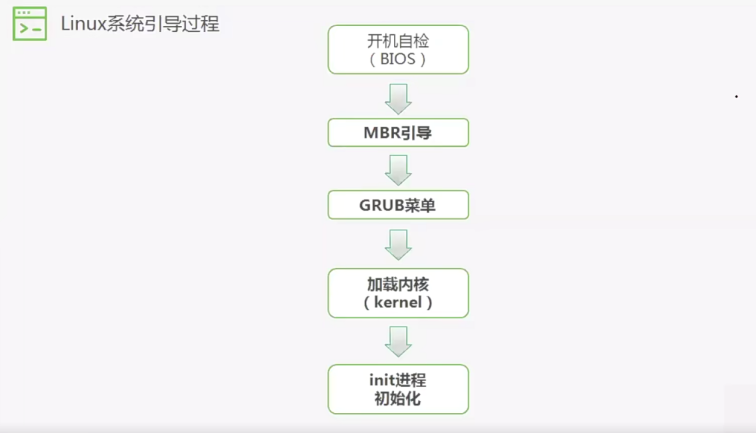 Linux系统引导过程
开机自检
（BIOS）
MBR引导
GRUB菜单
加载内核
（kernel）
init进程
初始化